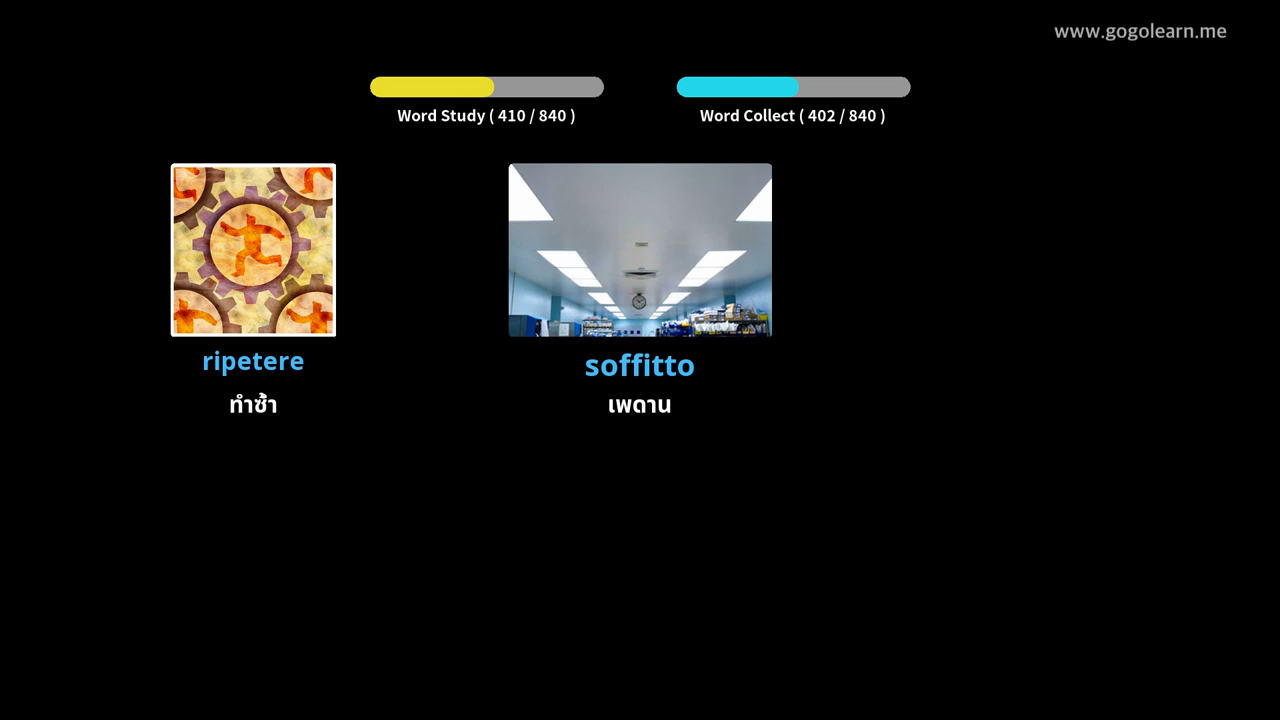 www.gogolearn.me
Word Study ( 410 / 840 )
Word Collect ( 402 / 840 )
ripetere
ทำซ้ำ
soffitto
เพดาน